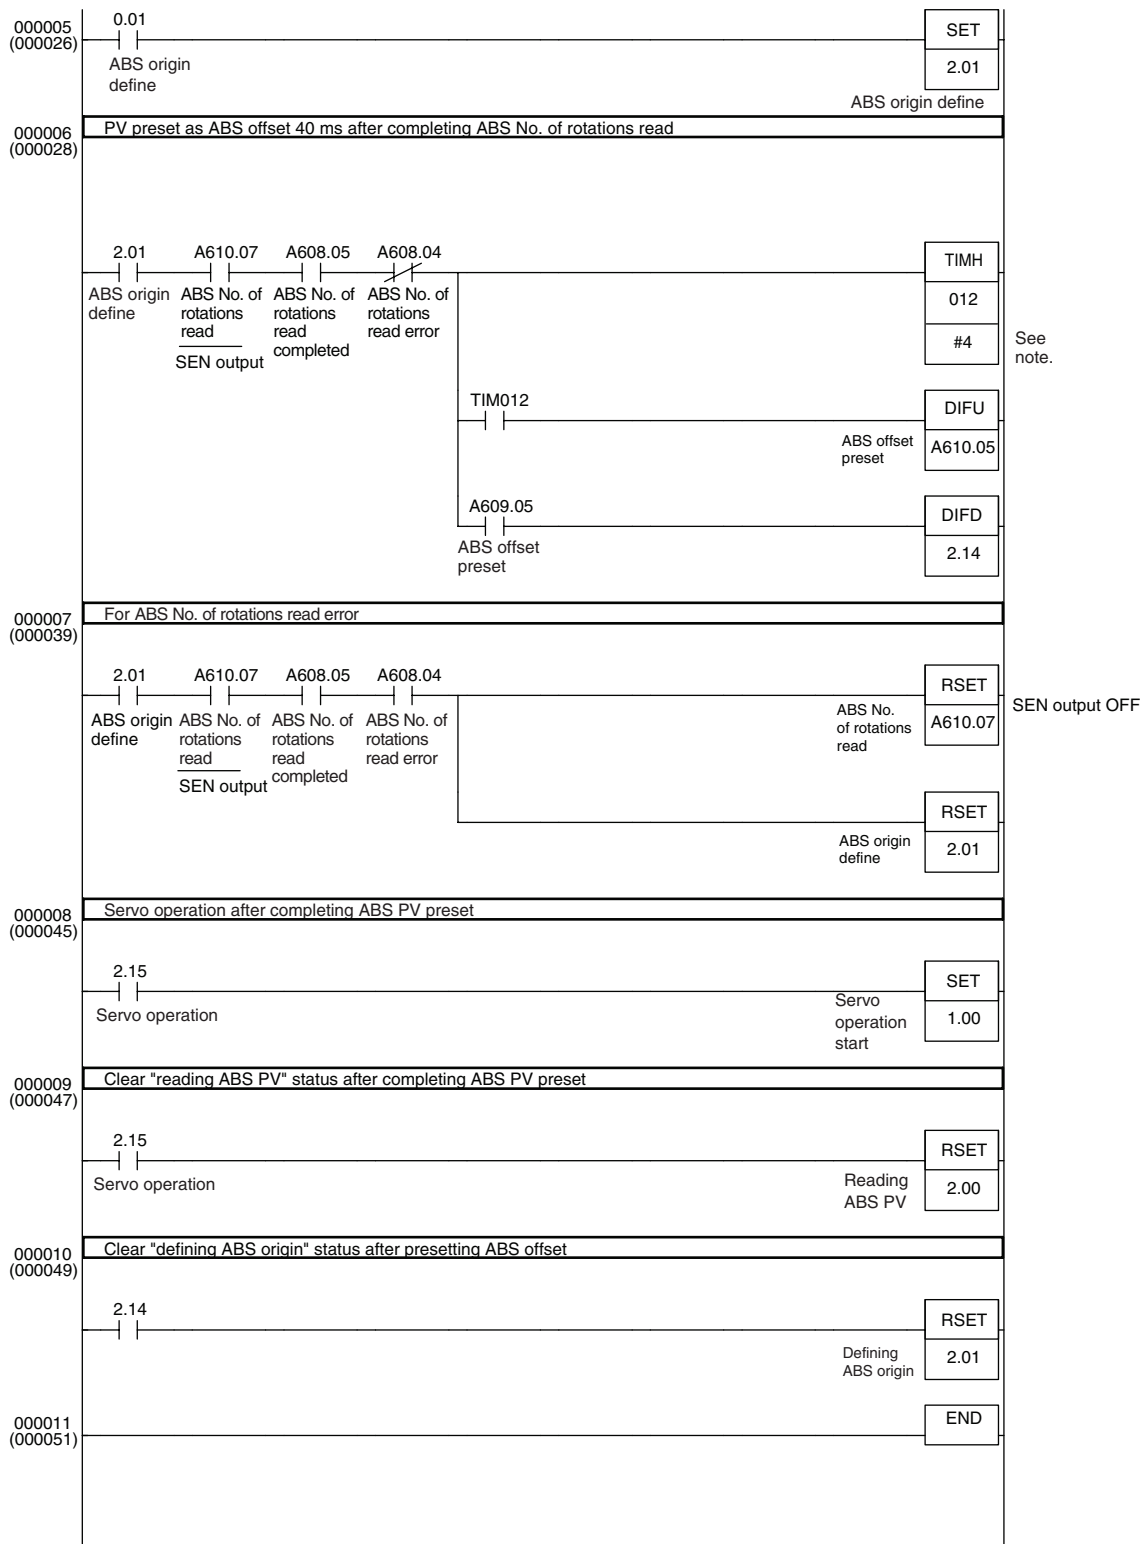 000005
(000026)
0.01
ABS origin
define
SET
2.01
ABS origin define
000006
(000028)
PV preset as ABS offset 40 ms after completing ABS No. of rotations read
2.01
ABS origin
define
A610.07
ABS No. of
rotations
read
SEN output
A608.05
ABS No. of
rotations
read
completed
A608.04
ABS No. of
rotations
read error
TIMH
012
#4
See
note.
TIM012
ABS offset
preset
DIFU
A610.05
A609.05
ABS offset
preset
DIFD
2.14
000007
(000039)
For ABS No. of rotations read error
2.01
ABS origin
define
A610.07
ABS No. of
rotations
read
SEN output
A608.05
ABS No. of
rotations
read
completed
A608.04
ABS No. of
rotations
read error
ABS No.
of rotations
read
RSET
A610.07
SEN output OFF
ABS origin
define
RSET
2.01
000008
(000045)
Servo operation after completing ABS PV preset
2.15
Servo operation
Servo
operation
start
SET
1.00
000009
(000047)
Clear "reading ABS PV" status after completing ABS PV preset
2.15
Servo operation
Reading
ABS PV
RSET
2.00
000010
(000049)
Clear "defining ABS origin" status after presetting ABS offset
2.14
Defining
ABS origin
RSET
2.01
000011
(000051)
END